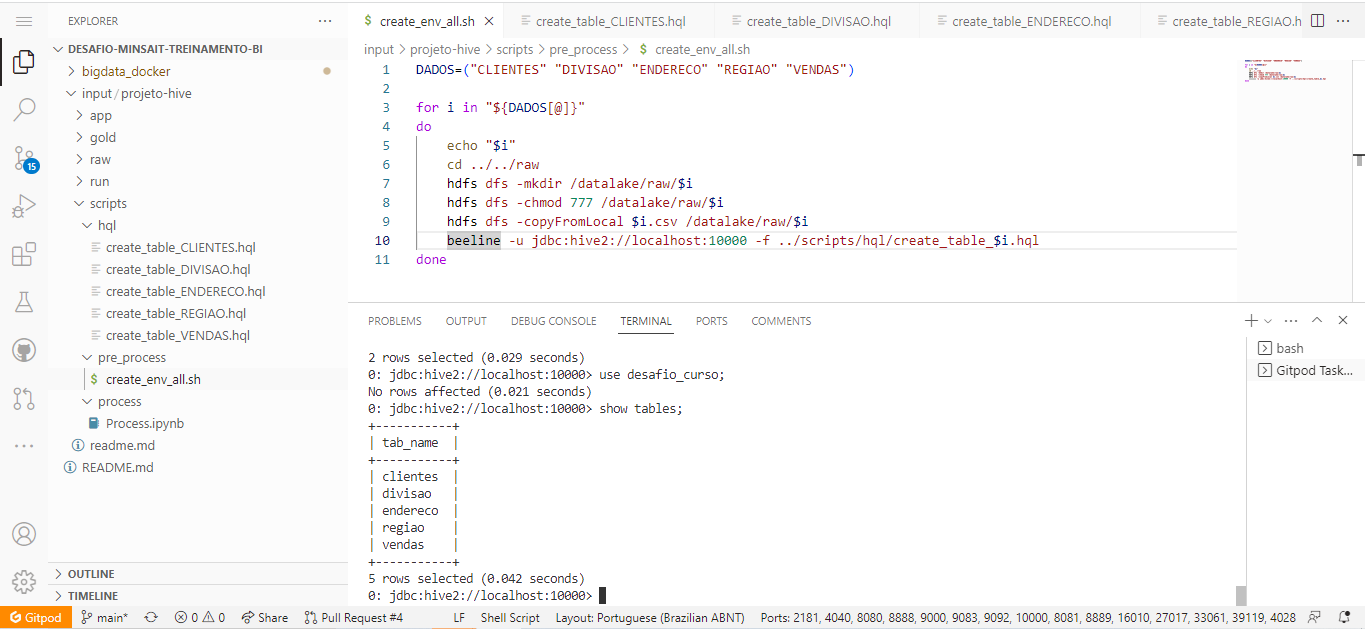 EXPLORER
DESAFIO-MINSAIT-TREINAMENTO-BI
bigdata_docker
input/projeto-hive
app
gold
raw
run
scripts
hql
create_table_CLIENTES.hql
create_table_DIVISAO.hql
create_table_ENDERECO.hql
create_table_REGIAO.hql
create_table_VENDAS.hql
pre_process
$ create_env_all.sh
process
Process.ipynb
readme.md
README.md
OUTLINE
TIMELINE
15
$ create_env_all.sh
create_table_CLIENTES.hql
create_table_DIVISAO.hql
create_table_ENDERECO.hql
create_table_REGIAO.h
input > projeto-hive > scripts > pre_process > $ create_env_all.sh
1 DADOS=("CLIENTES" "DIVISAO" "ENDERECO" "REGIAO" "VENDAS")
2
3 for i in "${DADOS[@]}"
4 do
5 echo "$i"
6 cd ../../raw
7 hdfs dfs -mkdir /datalake/raw/$i
8 hdfs dfs -chmod 777 /datalake/raw/$i
9 hdfs dfs -copyFromLocal $i.csv /datalake/raw/$i
10 beeline -u jdbc:hive2://localhost:10000 -f ../scripts/hql/create_table_$i.hql
11 done
PROBLEMS OUTPUT DEBUG CONSOLE TERMINAL PORTS COMMENTS
2 rows selected (0.029 seconds)
0: jdbc:hive2://localhost:10000> use desafio_curso;
No rows affected (0.021 seconds)
0: jdbc:hive2://localhost:10000> show tables;
+-----------+
| tab_name |
+-----------+
| clientes |
| divisao |
| endereco |
| regiao |
| vendas |
+-----------+
5 rows selected (0.042 seconds)
0: jdbc:hive2://localhost:10000>
bash
Gitpod Task...
Gitpod main* 0 0 Share Pull Request #4 LF Shell Script Layout: Portuguese (Brazilian ABNT) Ports: 2181, 4040, 8080, 8888, 9000, 9083, 9092, 10000, 8081, 8889, 16010, 27017, 33061, 39119, 4028